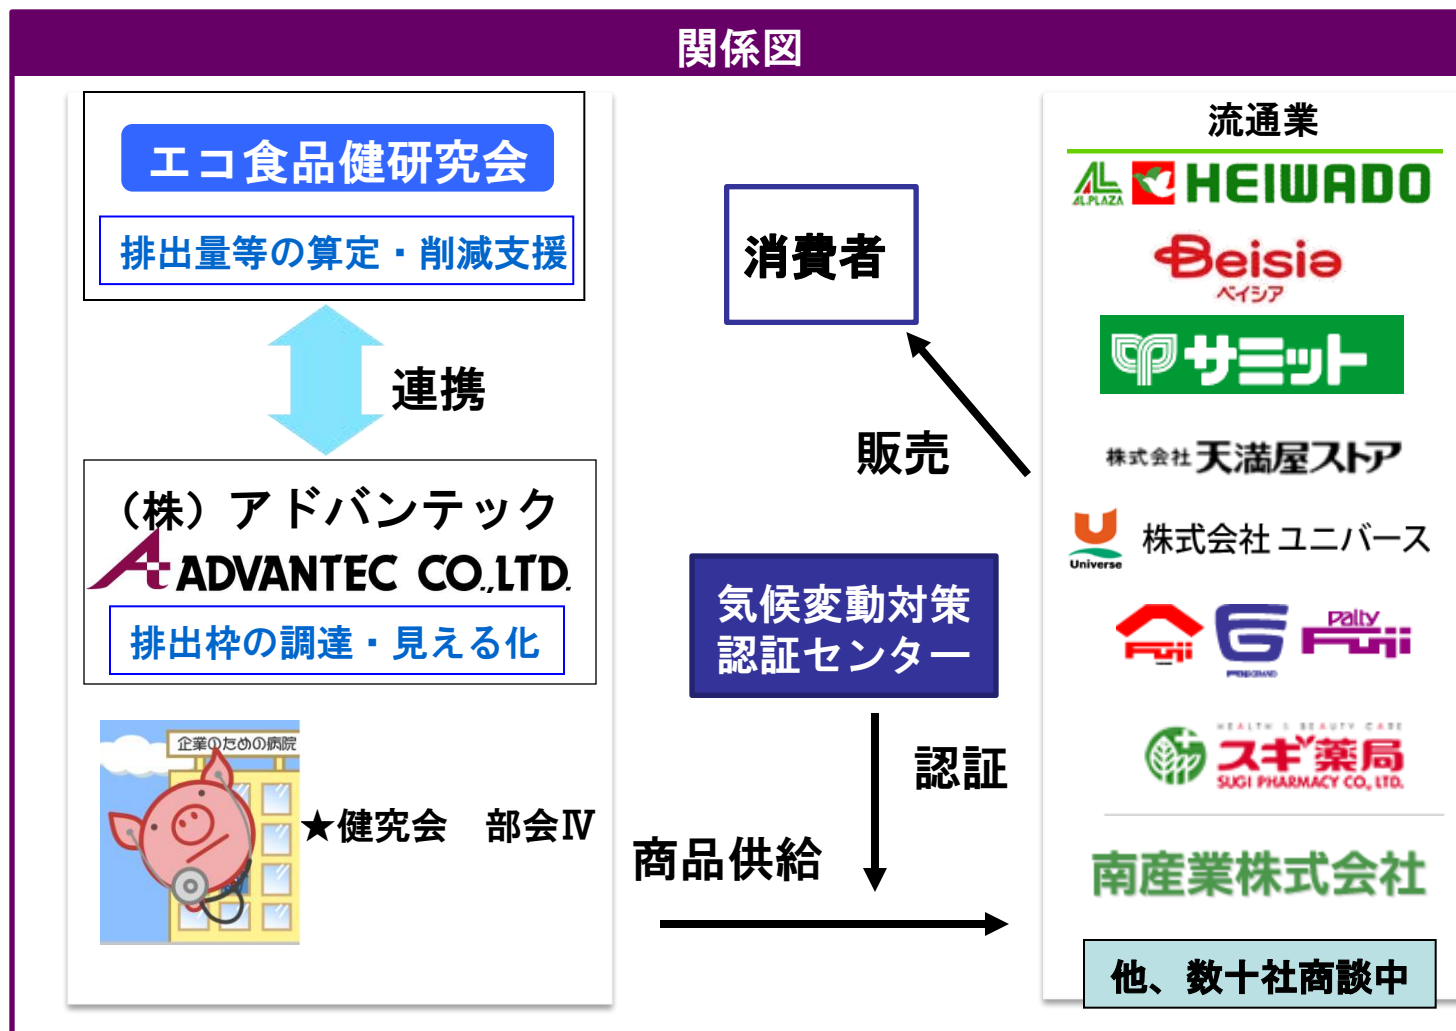 関係図
エコ食品健研究会
排出量等の算定・削減支援
連携
（株）アドバンテック
ADVANTEC CO.,LTD.
排出枠の調達・見える化
企業のための病院
★健究会　部会Ⅳ
消費者
販売
気候変動対策
認証センター
認証
商品供給
流通業
AL.PLAZA HEIWADO
Beisia
ベイシア
サミット
株式会社 天満屋ストア
Universe 株式会社 ユニバース
Fuji
Palty Fuji
HEALTH & BEAUTY CARE
スギ薬局
SUGI PHARMACY CO., LTD.
南産業株式会社
他、数十社商談中